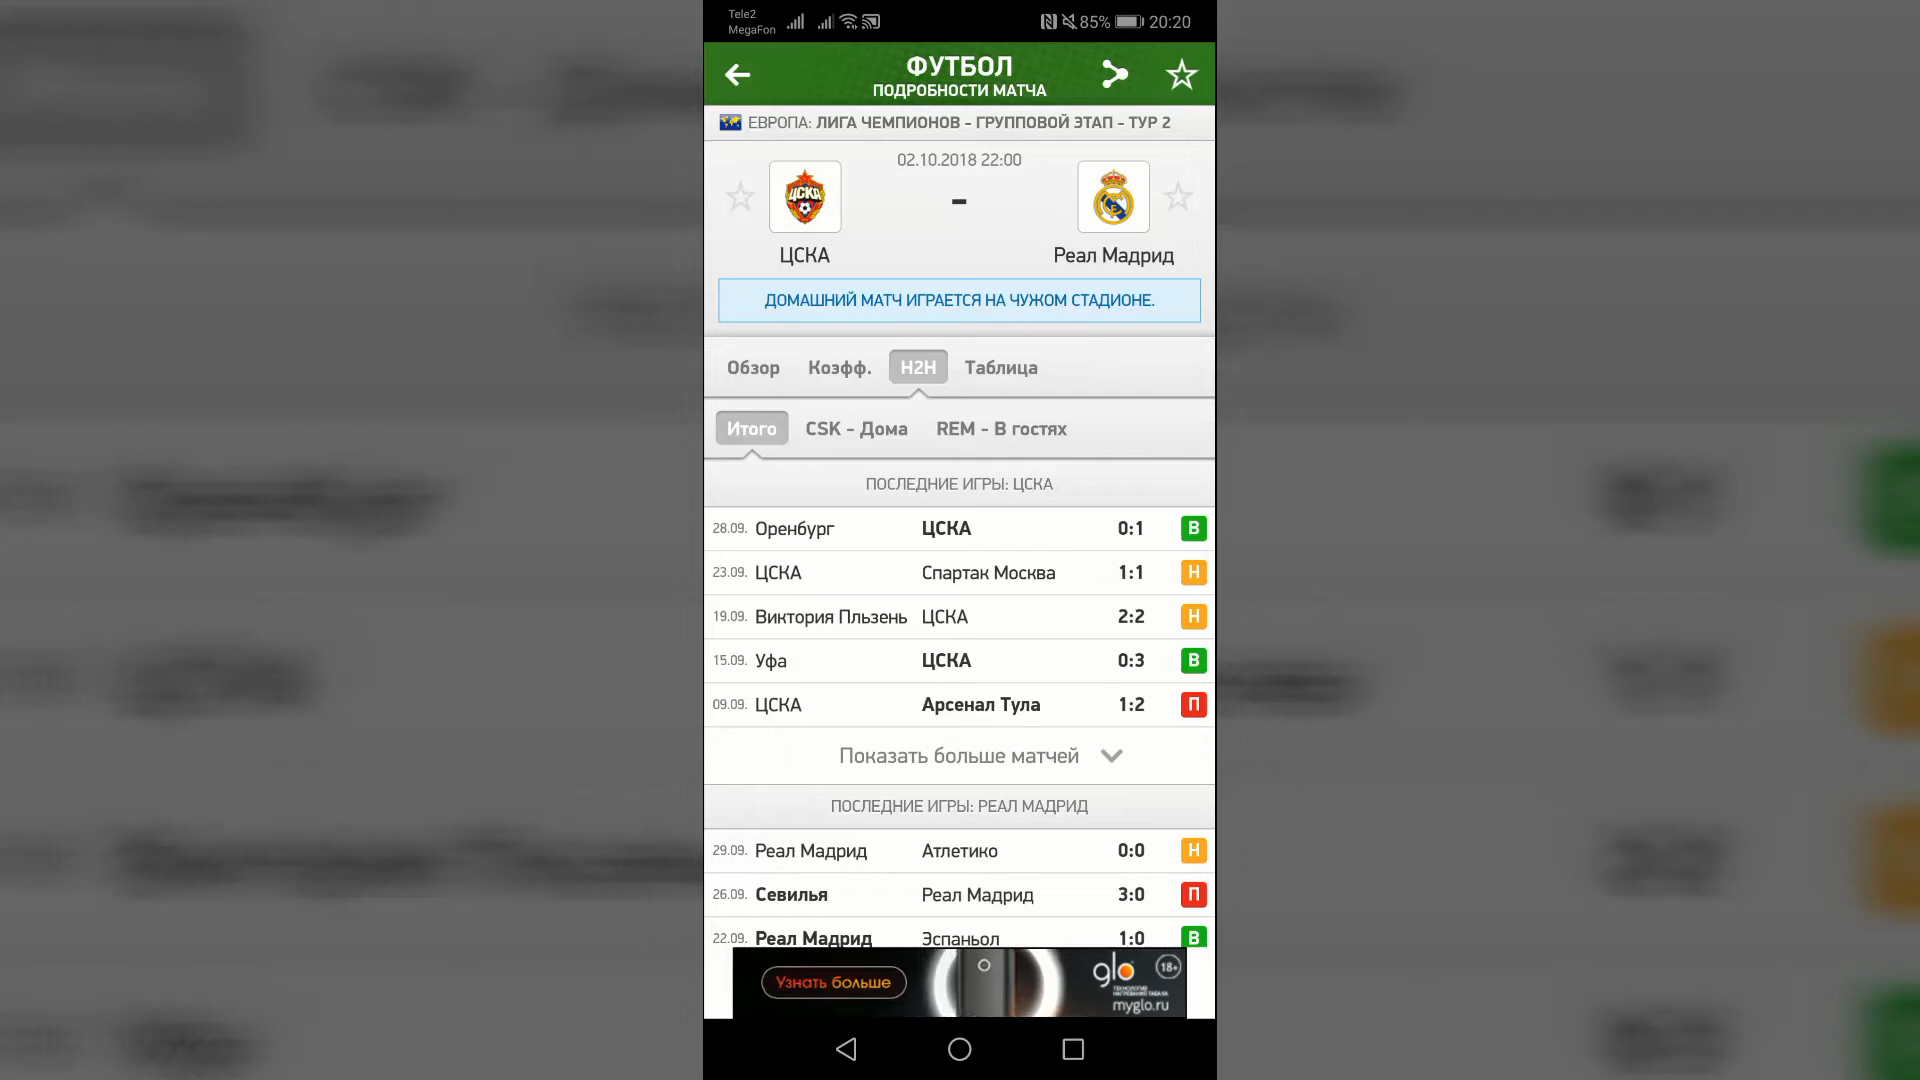 Tele2
MegaFon
85%
20:20
ФУТБОЛ
ПОДРОБНОСТИ МАТЧА
ЕВРОПА: ЛИГА ЧЕМПИОНОВ - ГРУППОВОЙ ЭТАП - ТУР 2
02.10.2018 22:00
ЦСКА
-
ЦСКА
Реал Мадрид
ДОМАШНИЙ МАТЧ ИГРАЕТСЯ НА ЧУЖОМ СТАДИОНЕ.
Обзор Коэфф. H2H Таблица
Итого CSK - Дома REM - В гостях
ПОСЛЕДНИЕ ИГРЫ: ЦСКА
28.09. Оренбург ЦСКА 0:1 В
23.09. ЦСКА Спартак Москва 1:1 Н
19.09. Виктория Пльзень ЦСКА 2:2 Н
15.09. Уфа ЦСКА 0:3 В
09.09. ЦСКА Арсенал Тула 1:2 П
Показать больше матчей
ПОСЛЕДНИЕ ИГРЫ: РЕАЛ МАДРИД
29.09. Реал Мадрид Атлетико 0:0 Н
26.09. Севилья Реал Мадрид 3:0 П
22.09. Реал Мадрид Эспаньол 1:0 В
Узнать больше
glo
18+
ТЕХНОЛОГИЯ
НАГРЕВАНИЯ ТАБАКА
myglo.ru